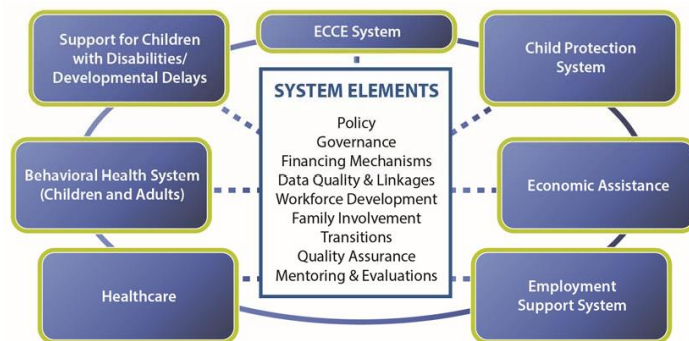 ECCE System
Support for Children
with Disabilities/
Developmental Delays
Child Protection
System
SYSTEM ELEMENTS
Policy
Governance
Financing Mechanisms
Data Quality & Linkages
Workforce Development
Family Involvement
Transitions
Quality Assurance
Mentoring & Evaluations
Behavioral Health System
(Children and Adults)
Economic Assistance
Healthcare
Employment
Support System